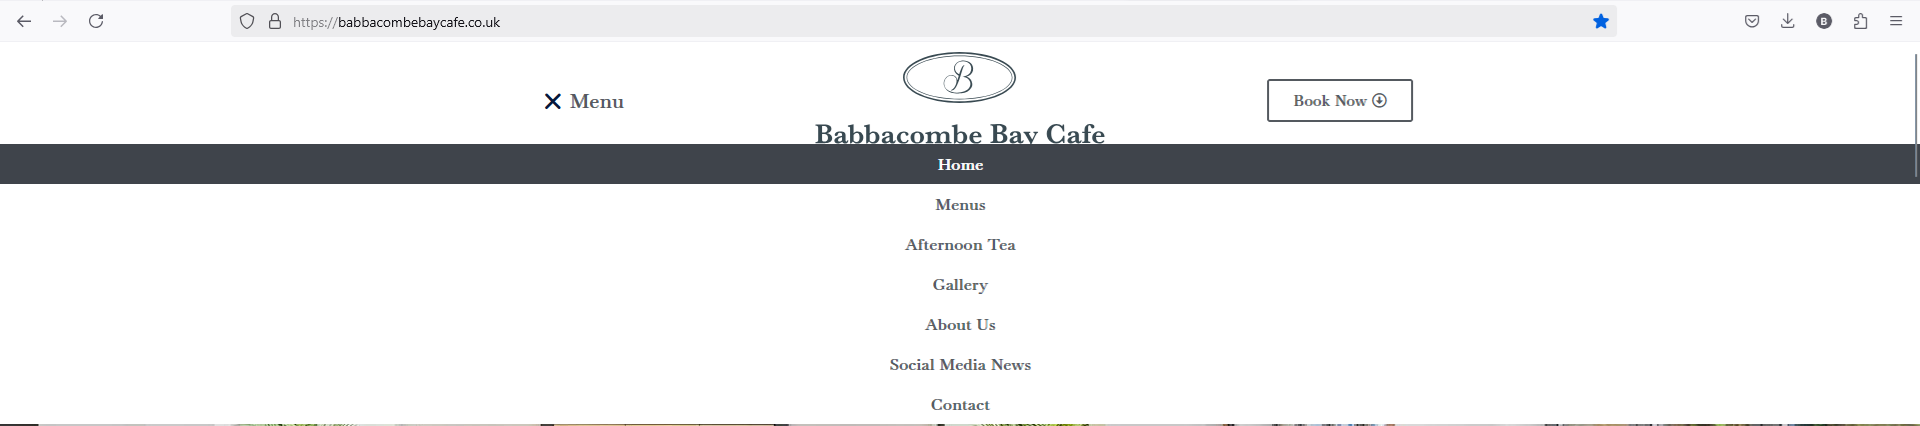 https://babbacombebaycafe.co.uk
B
B
Menu
Book Now
Babbacombe Bay Cafe
Home
Menus
Afternoon Tea
Gallery
About Us
Social Media News
Contact